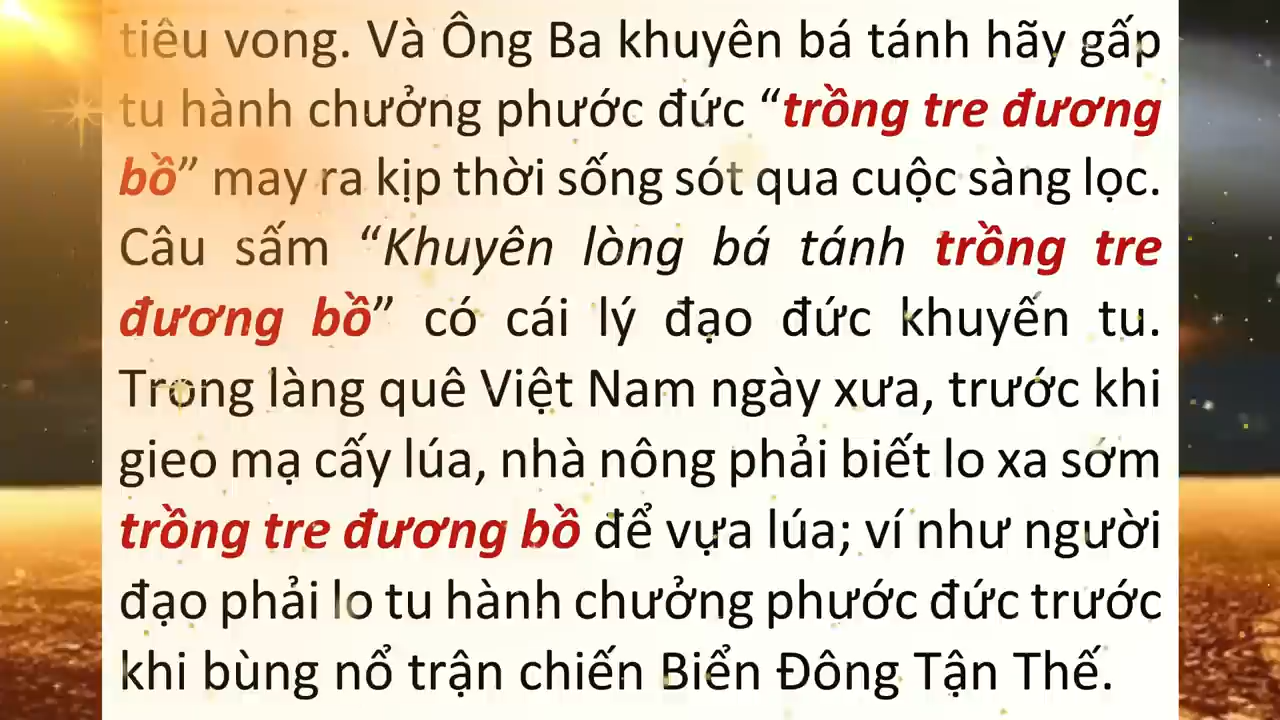 tiêu vong. Và Ông Ba khuyên bá tánh hãy gấp
tu hành chưởng phước đức “trồng tre đương
bồ” may ra kịp thời sống sót qua cuộc sàng lọc.
Câu sấm “Khuyên lòng bá tánh trồng tre
đương bồ” có cái lý đạo đức khuyến tu.
Trong làng quê Việt Nam ngày xưa, trước khi
gieo mạ cấy lúa, nhà nông phải biết lo xa sớm
trồng tre đương bồ để vựa lúa; ví như người
đạo phải lo tu hành chưởng phước đức trước
khi bùng nổ trận chiến Biển Đông Tận Thế.